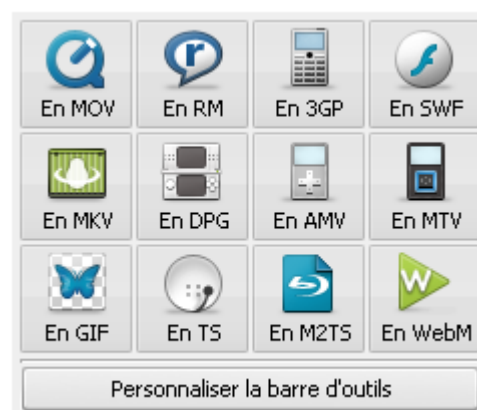 En MOV En RM En 3GP En SWF
En MKV En DPG En AMV En MTV
En GIF En TS En M2TS En WebM
Personnaliser la barre d'outils